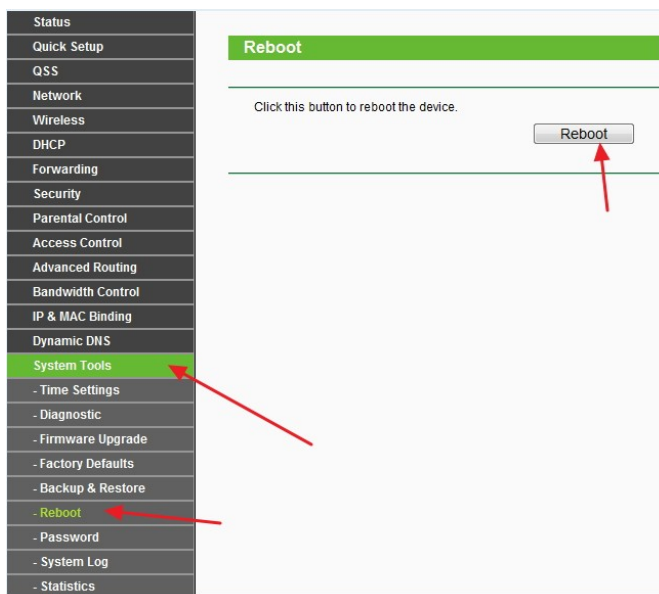 Status
Quick Setup
QSS
Network
Wireless
DHCP
Forwarding
Security
Parental Control
Access Control
Advanced Routing
Bandwidth Control
IP & MAC Binding
Dynamic DNS
System Tools
- Time Settings
- Diagnostic
- Firmware Upgrade
- Factory Defaults
- Backup & Restore
- Reboot
- Password
- System Log
- Statistics
Reboot
Click this button to reboot the device.
Reboot